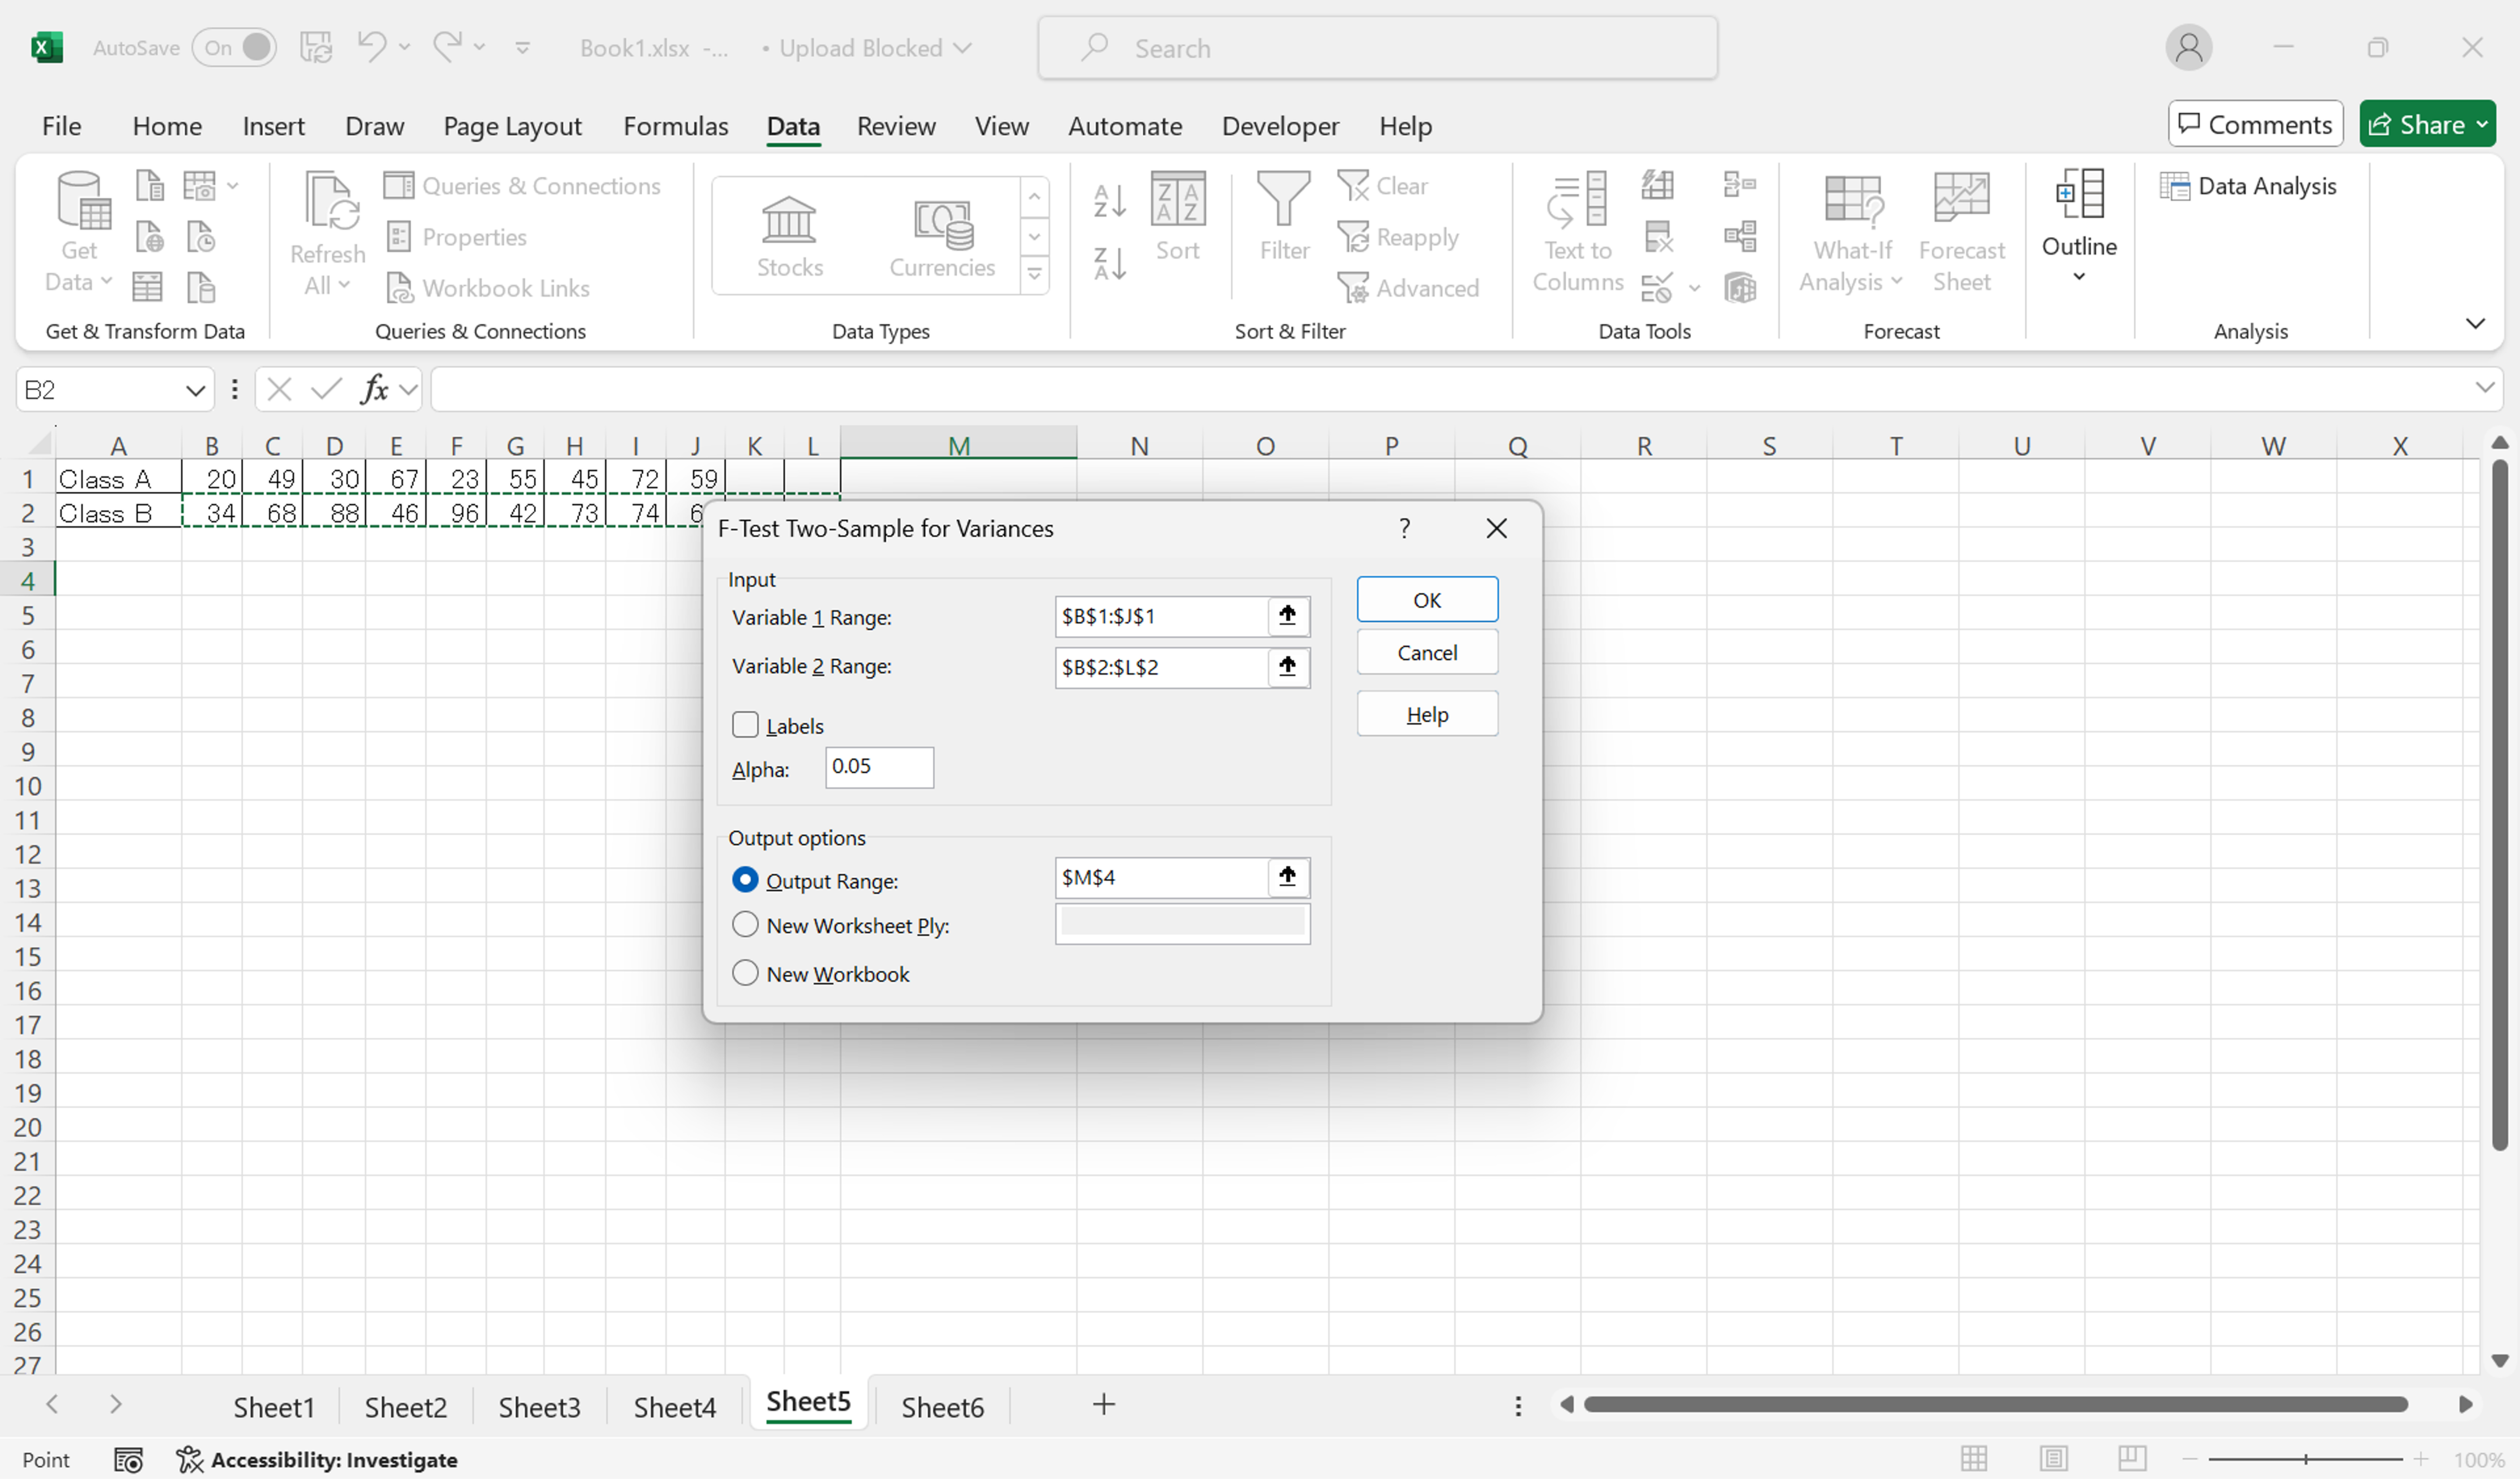 AutoSave On Book1.xlsx -... • Upload Blocked Search
File Home Insert Draw Page Layout Formulas Data Review View Automate Developer Help Comments Share
Get Data
Refresh All
Queries & Connections
Properties
Workbook Links
Stocks Currencies
Sort
Filter
Clear
Reapply
Advanced
Text to Columns
What-If Analysis
Forecast Sheet
Outline
Data Analysis
Get & Transform Data Queries & Connections Data Types Sort & Filter Data Tools Forecast Analysis
B2 fx
A B C D E F G H I J K L M N O P Q R S T U V W X
1 Class A 20 49 30 67 23 55 45 72 59
2 Class B 34 68 88 46 96 42 73 74
3
4
5
6
7
8
9
10
11
12
13
14
15
16
17
18
19
20
21
22
23
24
25
26
27
F-Test Two-Sample for Variances ?
Input
Variable 1 Range: $B$1:$J$1
Variable 2 Range: $B$2:$L$2
Labels
Alpha: 0.05
OK
Cancel
Help
Output options
Output Range: $M$4
New Worksheet Ply:
New Workbook
Sheet1 Sheet2 Sheet3 Sheet4 Sheet5 Sheet6 +
Point Accessibility: Investigate 100%